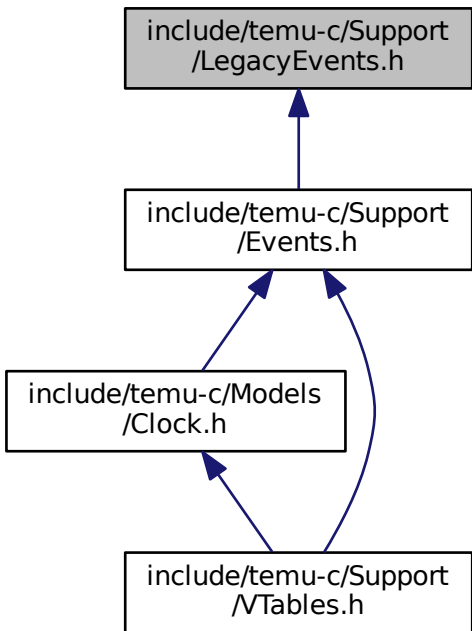 include/temu-c/Support
/LegacyEvents.h
include/temu-c/Support
/Events.h
include/temu-c/Models
/Clock.h
include/temu-c/Support
/VTables.h